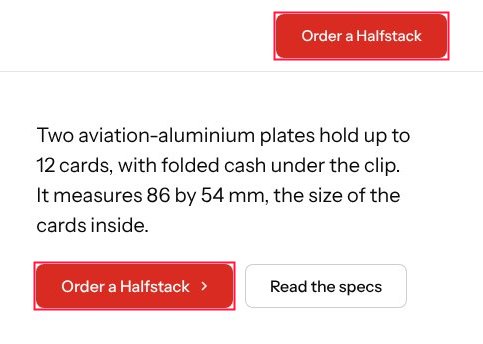 Order a Halfstack
Two aviation-aluminium plates hold up to
12 cards, with folded cash under the clip.
It measures 86 by 54 mm, the size of the
cards inside.
Order a Halfstack
Read the specs